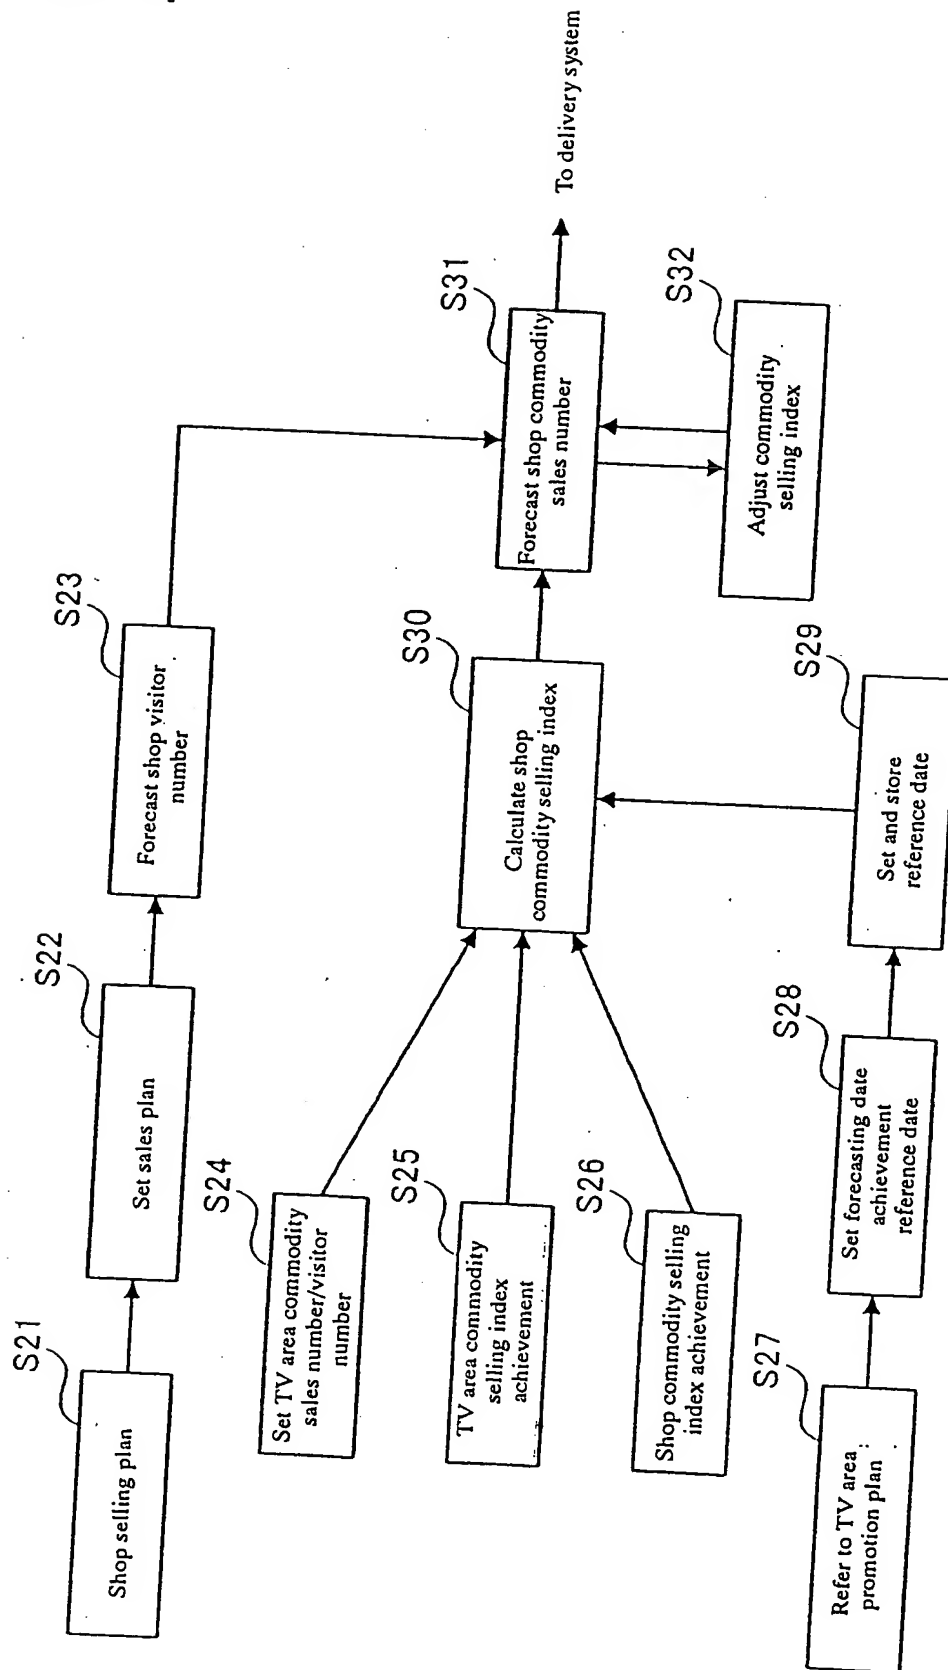 S21
Shop selling plan
S22
Set sales plan
S23
Forecast shop visitor
number
S24
Set TV area commodity
sales number/visitor
number
S25
TV area commodity
selling index
achievement
S26
Shop commodity selling
index achievement
S27
Refer to TV area
promotion plan
S28
Set forecasting date
achievement
reference date
S29
Set and store
reference date
S30
Calculate shop
commodity selling index
S31
Forecast shop commodity
sales number
S32
Adjust commodity
selling index
To delivery system